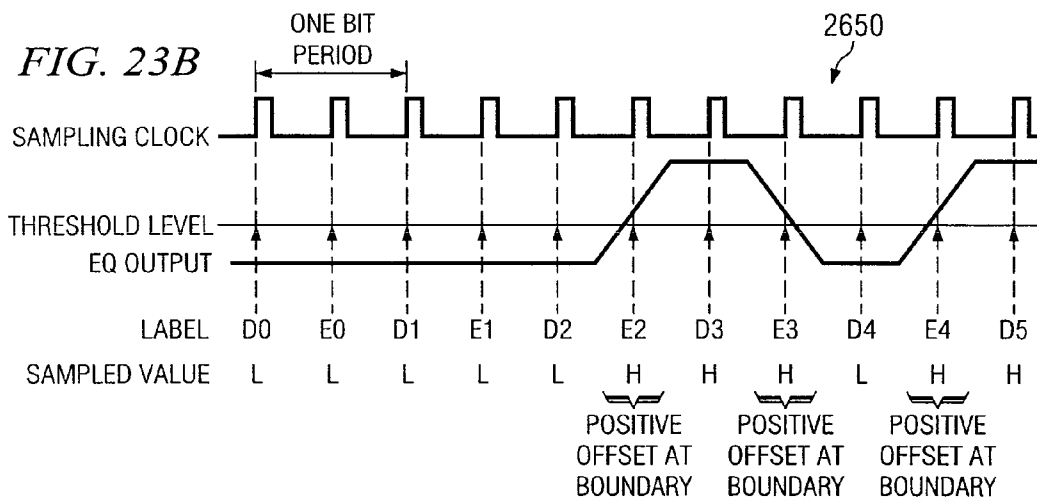 FIG. 23B
ONE BIT
PERIOD
2650
SAMPLING CLOCK
THRESHOLD LEVEL
EQ OUTPUT
LABEL D0 E0 D1 E1 D2 E2 D3 E3 D4 E4 D5
SAMPLED VALUE L L L L L H H H L H H
POSITIVE POSITIVE POSITIVE
OFFSET AT OFFSET AT OFFSET AT
BOUNDARY BOUNDARY BOUNDARY